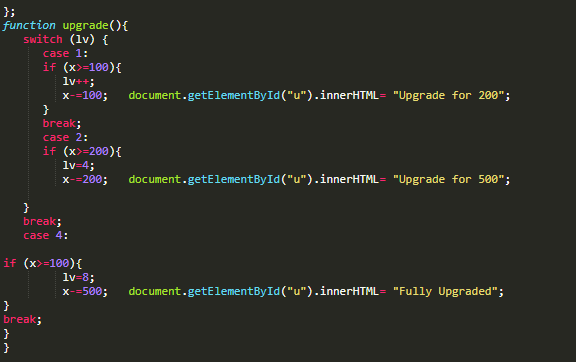 };
function upgrade(){
   switch (lv) {
      case 1:
      if (x>=100){
         lv++;
         x-=100;   document.getElementById("u").innerHTML= "Upgrade for 200";
      }
      break;
      case 2:
      if (x>=200){
         lv=4;
         x-=200;   document.getElementById("u").innerHTML= "Upgrade for 500";

   }
   break;
   case 4:

if (x>=100){
         lv=8;
         x-=500;   document.getElementById("u").innerHTML= "Fully Upgraded";
}
break;
}
}